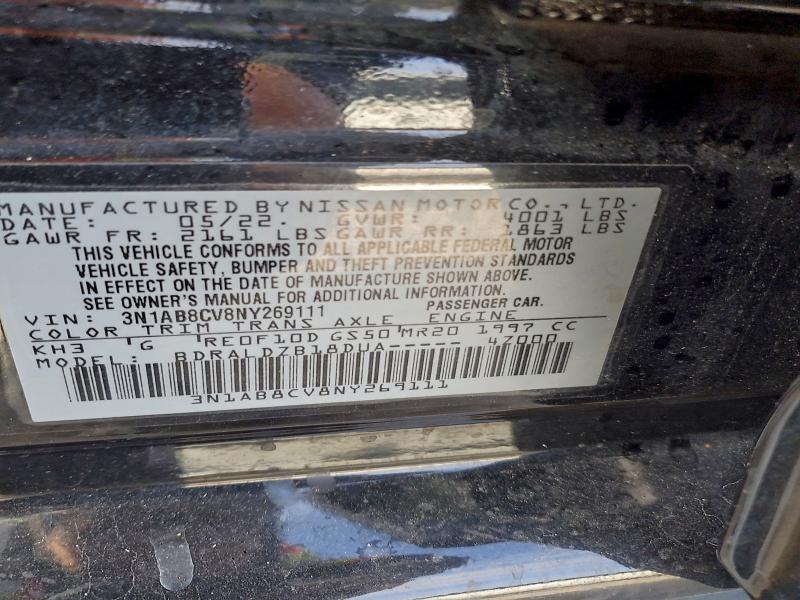 MANUFACTURED BY NISSAN MOTOR CO., LTD.
DATE: 05/22 GVWR: 4001 LBS
GAWR FR: 2161 LBS GAWR RR: 1863 LBS
THIS VEHICLE CONFORMS TO ALL APPLICABLE FEDERAL MOTOR
VEHICLE SAFETY, BUMPER AND THEFT PREVENTION STANDARDS
IN EFFECT ON THE DATE OF MANUFACTURE SHOWN ABOVE.
SEE OWNER'S MANUAL FOR ADDITIONAL INFORMATION.
VIN: 3N1AB8CV8NY269111 PASSENGER CAR.
COLOR TRIM TRANS AXLE ENGINE
KH3 G RE0F10D GS50 MR20 1997 CC
MODEL: BDRALDZB18DUA----- 47000
3N1AB8CV8NY269111